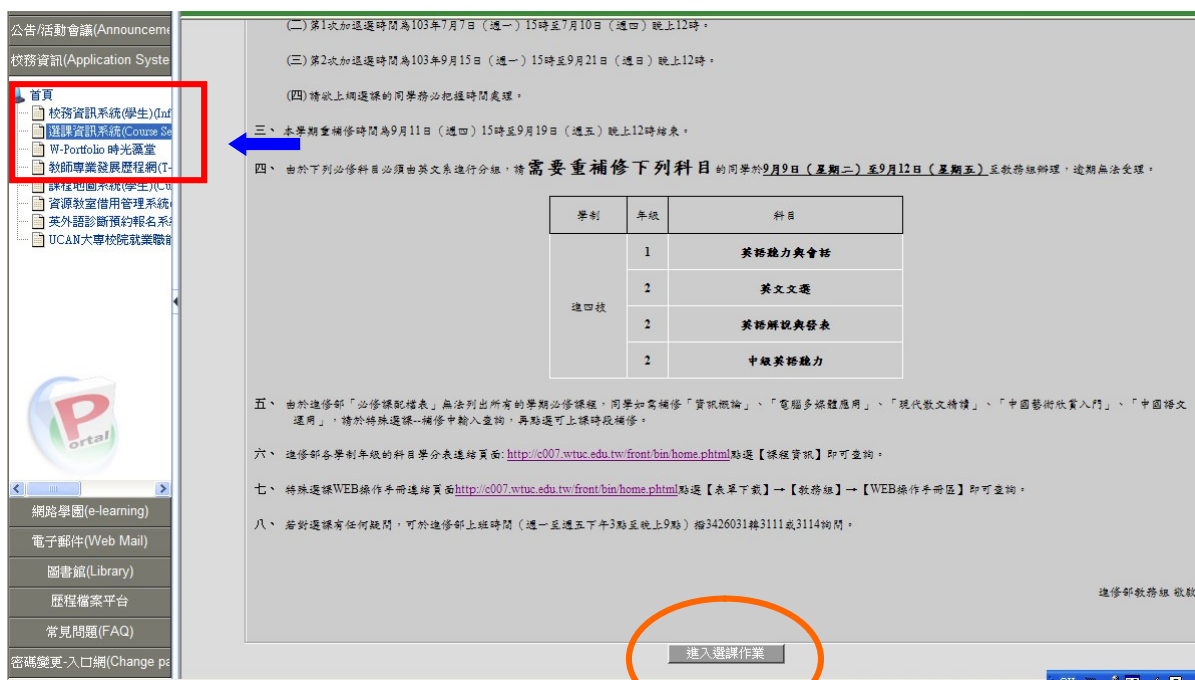 公告/活動會議(Announceme
校務資訊(Application Syste
首頁
校務資訊系統(學生)(Inf
選課資訊系統(Course Se
W-Portfolio 時光藻堂
教師專業發展歷程網(T-
課程地圖系統(學生)(Cu
資源教室借用管理系統(
英外語診斷預約報名系
UCAN大專校院就業職能
Portal
網路學園(e-learning)
電子郵件(Web Mail)
圖書館(Library)
歷程檔案平台
常見問題(FAQ)
密碼變更-入口網(Change pa
(二)第1次加退選時間為103年7月7日(週一)15時至7月10日(週四)晚上12時。
(三)第2次加退選時間為103年9月15日(週一)15時至9月21日(週日)晚上12時。
(四)請欲上網選課的同學務必把握時間處理。
三、本學期重補修時間為9月11日(週四)15時至9月19日(週五)晚上12時結束。
四、由於下列必修科目必須由英文系進行分組,請需要重補修下列科目的同學於9月9日(星期二)至9月12日(星期五)至教務組辦理,逾期無法受理。
學制 年級 科目
進四技 1 英語聽力與會話
2 英文文選
2 英語解說與發表
2 中級英語聽力
五、由於進修部「必修課配檔表」無法列出所有的學期必修課程,同學如需補修「資訊概論」、「電腦多媒體應用」、「現代散文精讀」、「中國藝術欣賞入門」、「中國語文
運用」,請於特殊選課--補修中輸入查詢,再點選可上課時段補修。
六、進修部各學制年級的科目學分表連結頁面: http://c007.wtuc.edu.tw/front/bin/home.phtml點選【課程資訊】即可查詢。
七、特殊選課WEB操作手冊連結頁面http://c007.wtuc.edu.tw/front/bin/home.phtml點選【表單下載】→【教務組】→【WEB操作手冊區】即可查詢。
八、若對選課有任何疑問,可於進修部上班時間(週一至週五下午3點至晚上9點)撥3426031轉3111或3114詢問。
進修部教務組 敬啟
進入選課作業